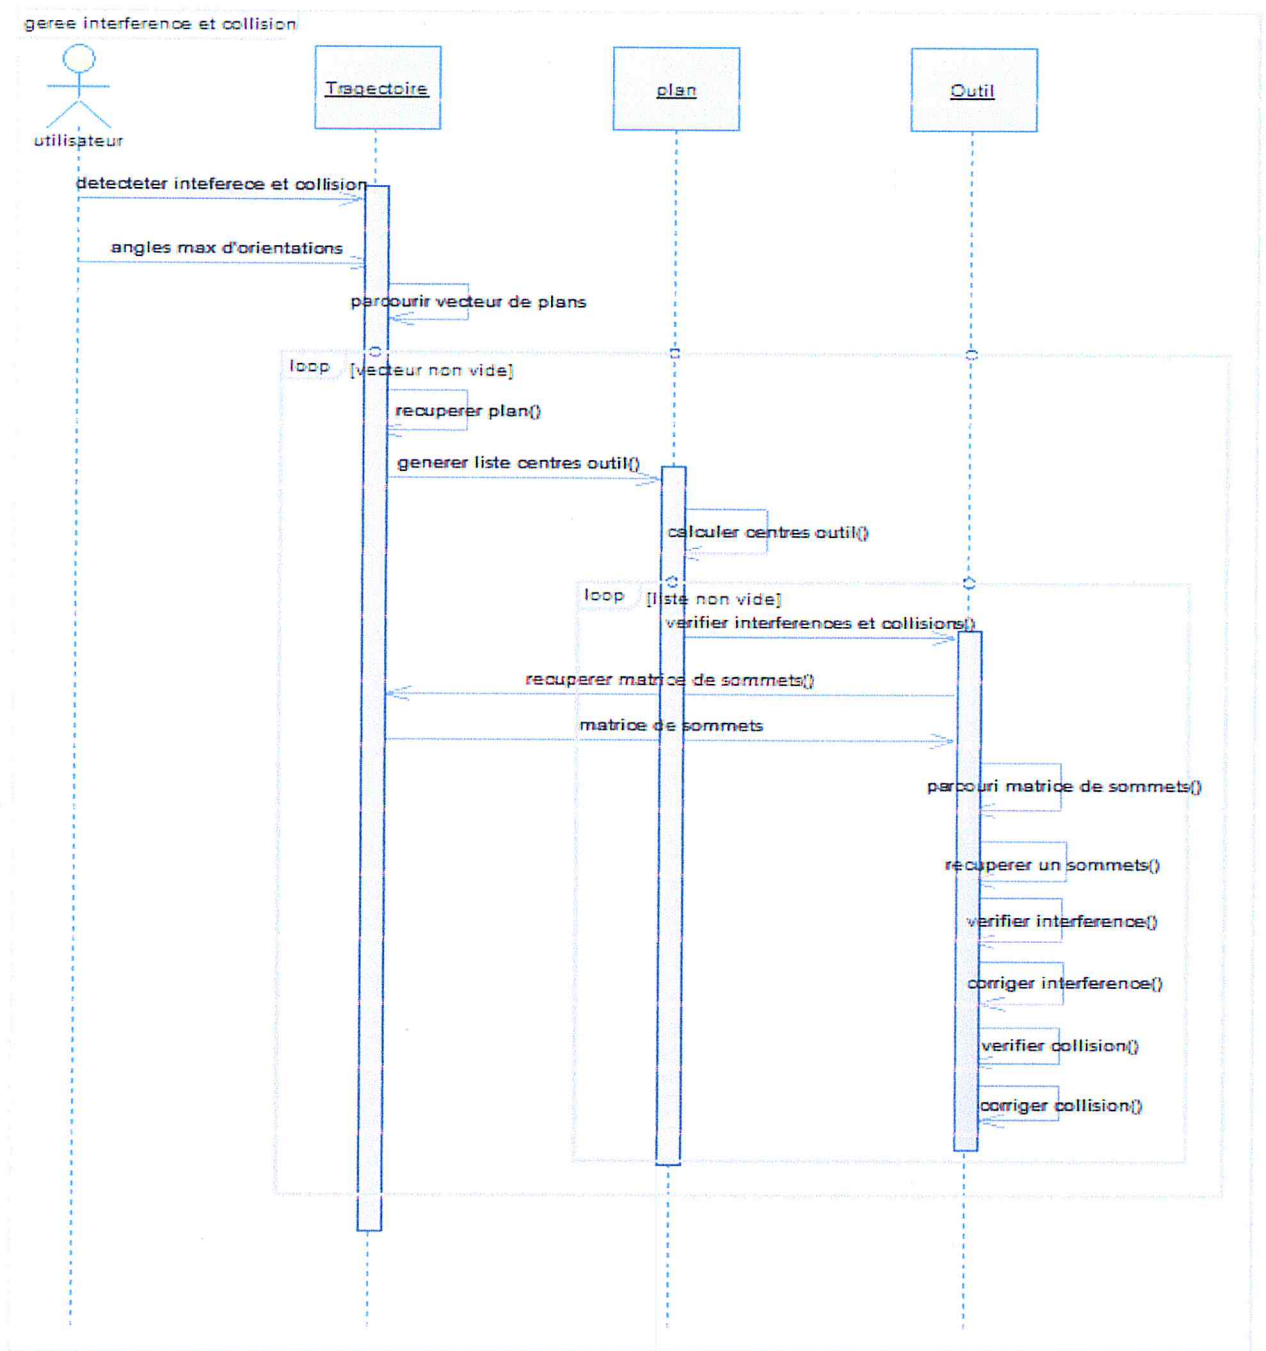 geree interference et collision
Tragectoire
plan
Outil
utilisateur
detecteter inteferece et collision
angles max d'orientations
parcourir vecteur de plans
loop
[vecteur non vide]
recuperer plan()
generer liste centres outil()
calculer centres outil()
loop
[liste non vide]
verifier interferences et collisions()
recuperer matrice de sommets()
matrice de sommets
parcouri matrice de sommets()
recuperer un sommets()
verifier interference()
corriger interference()
verifier collision()
corriger collision()